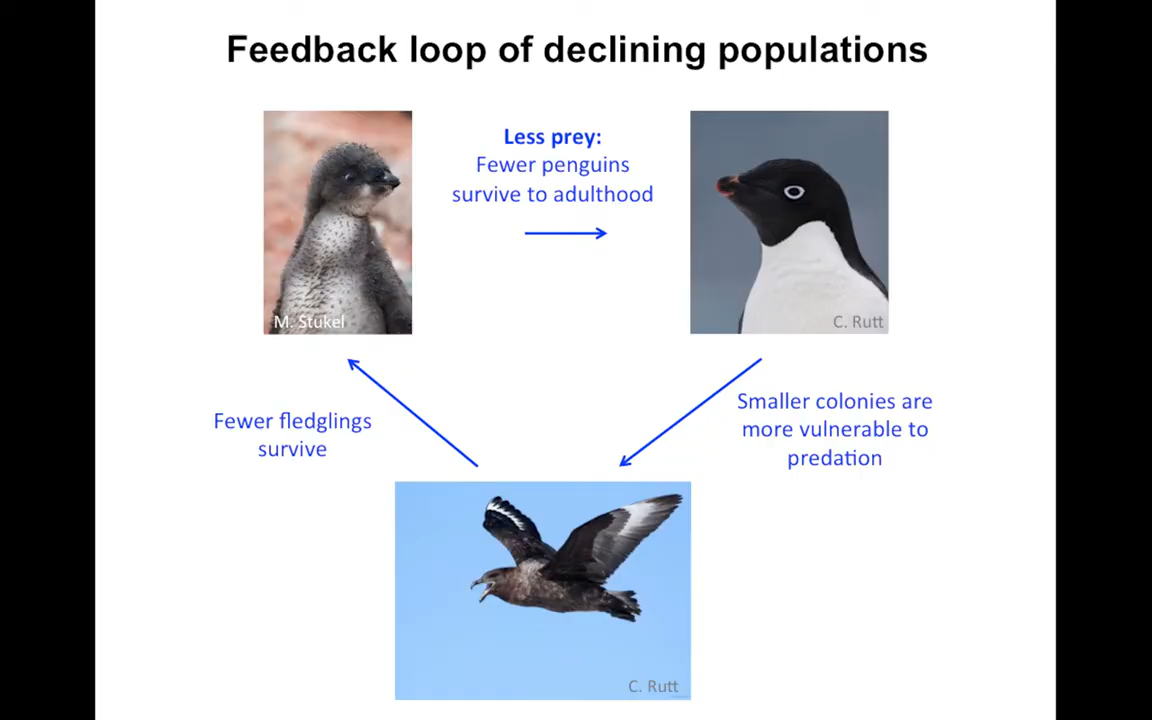 Feedback loop of declining populations
Less prey:
Fewer penguins
survive to adulthood
M. Stukel
C. Rutt
Fewer fledglings
survive
Smaller colonies are
more vulnerable to
predation
C. Rutt